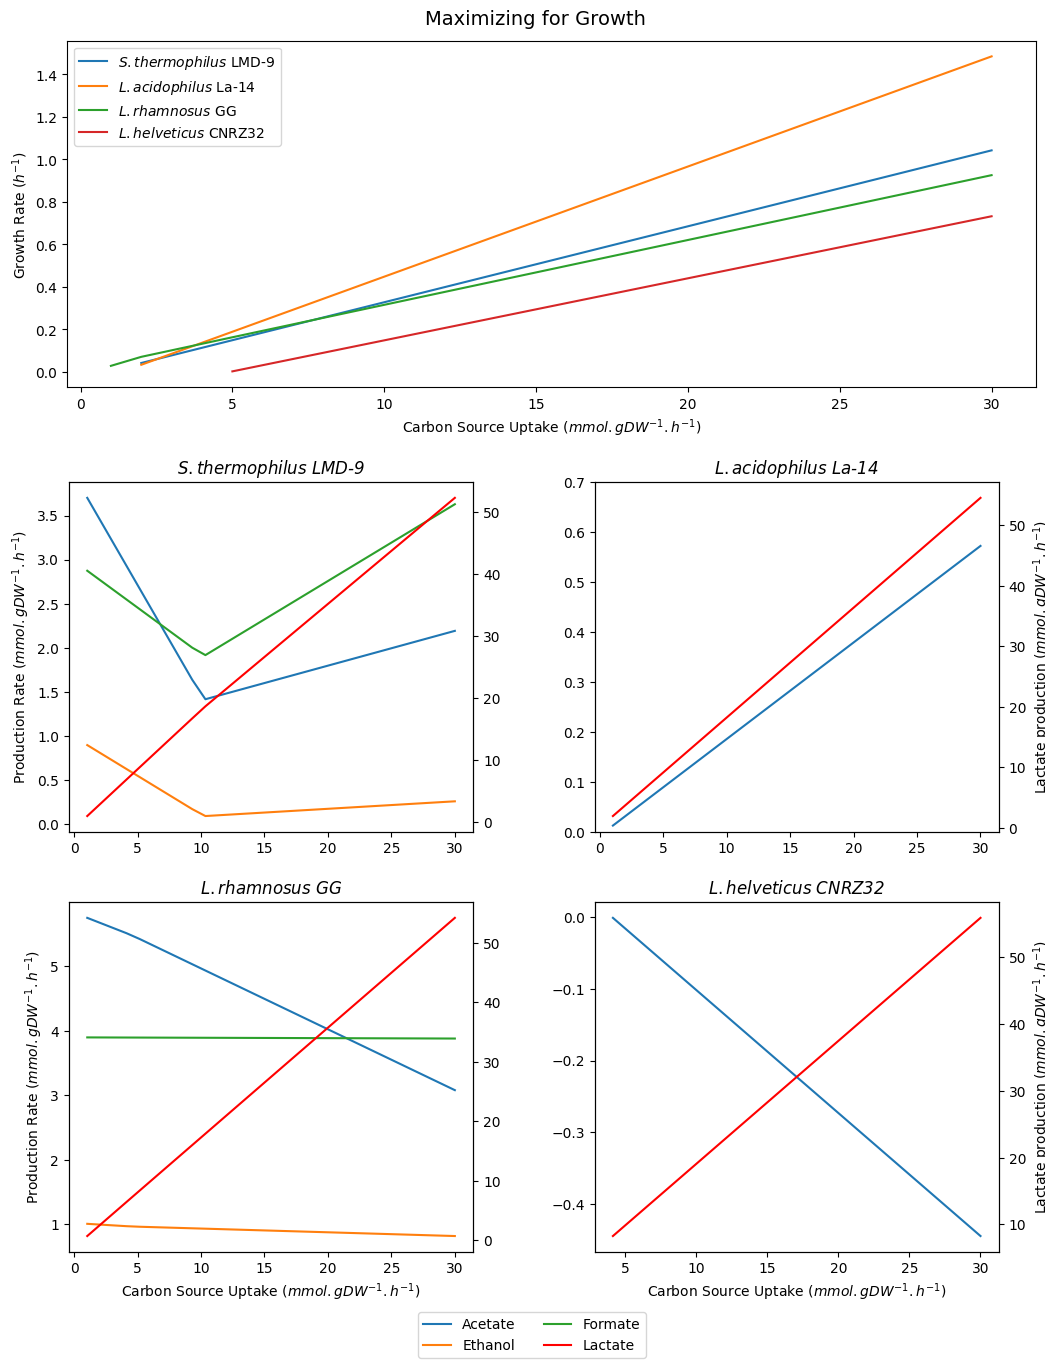 Maximizing for Growth
S.thermophilus LMD-9
L.acidophilus La-14
L.rhamnosus GG
L.helveticus CNRZ32
Growth Rate (h⁻¹)
1.4
1.2
1.0
0.8
0.6
0.4
0.2
0.0
0 5 10 15 20 25 30
Carbon Source Uptake (mmol.gDW⁻¹.h⁻¹)
S.thermophilus LMD-9
Production Rate (mmol.gDW⁻¹.h⁻¹)
3.5
3.0
2.5
2.0
1.5
1.0
0.5
0.0
50
40
30
20
10
0
0 5 10 15 20 25 30
L.acidophilus La-14
0.7
0.6
0.5
0.4
0.3
0.2
0.1
0.0
50
40
30
20
10
0
Lactate production (mmol.gDW⁻¹.h⁻¹)
0 5 10 15 20 25 30
L.rhamnosus GG
Production Rate (mmol.gDW⁻¹.h⁻¹)
5
4
3
2
1
50
40
30
20
10
0
0 5 10 15 20 25 30
Carbon Source Uptake (mmol.gDW⁻¹.h⁻¹)
L.helveticus CNRZ32
0.0
−0.1
−0.2
−0.3
−0.4
50
40
30
20
10
Lactate production (mmol.gDW⁻¹.h⁻¹)
5 10 15 20 25 30
Carbon Source Uptake (mmol.gDW⁻¹.h⁻¹)
Acetate
Ethanol
Formate
Lactate